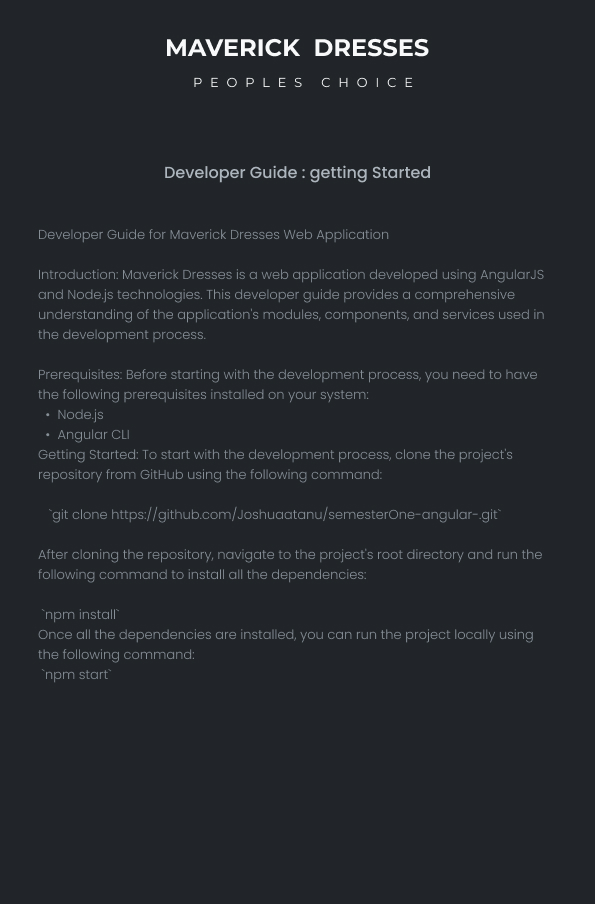 MAVERICK DRESSES
PEOPLES CHOICE
Developer Guide : getting Started
Developer Guide for Maverick Dresses Web Application
Introduction: Maverick Dresses is a web application developed using AngularJS
and Node.js technologies. This developer guide provides a comprehensive
understanding of the application's modules, components, and services used in
the development process.
Prerequisites: Before starting with the development process, you need to have
the following prerequisites installed on your system:
• Node.js
• Angular CLI
Getting Started: To start with the development process, clone the project's
repository from GitHub using the following command:
`git clone https://github.com/Joshuaatanu/semesterOne-angular-.git`
After cloning the repository, navigate to the project's root directory and run the
following command to install all the dependencies:
`npm install`
Once all the dependencies are installed, you can run the project locally using
the following command:
`npm start`